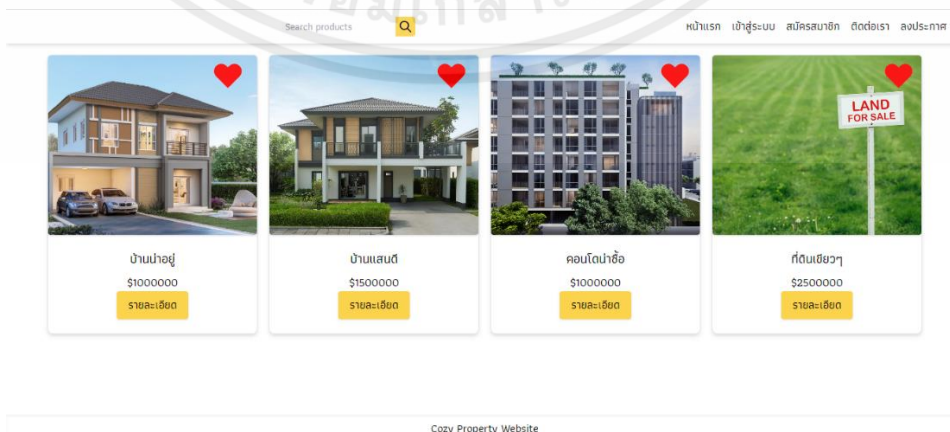 Search products
หน้าแรก เข้าสู่ระบบ สมัครสมาชิก ติดต่อเรา ลงประกาศ
LAND
FOR SALE
บ้านน่าอยู่
$1000000
รายละเอียด
บ้านแสนดี
$1500000
รายละเอียด
คอนโดน่าซื้อ
$1000000
รายละเอียด
ที่ดินเขียวๆ
$2500000
รายละเอียด
Cozy Property Website